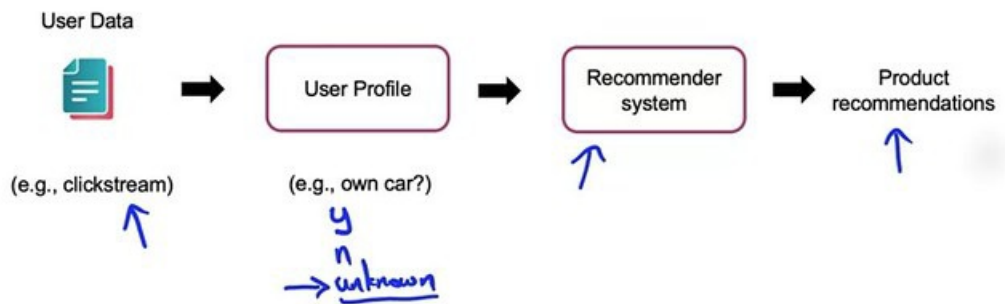 User Data
User Profile
Recommender
system
Product
recommendations
(e.g., clickstream)
(e.g., own car?)
y
n
unknown